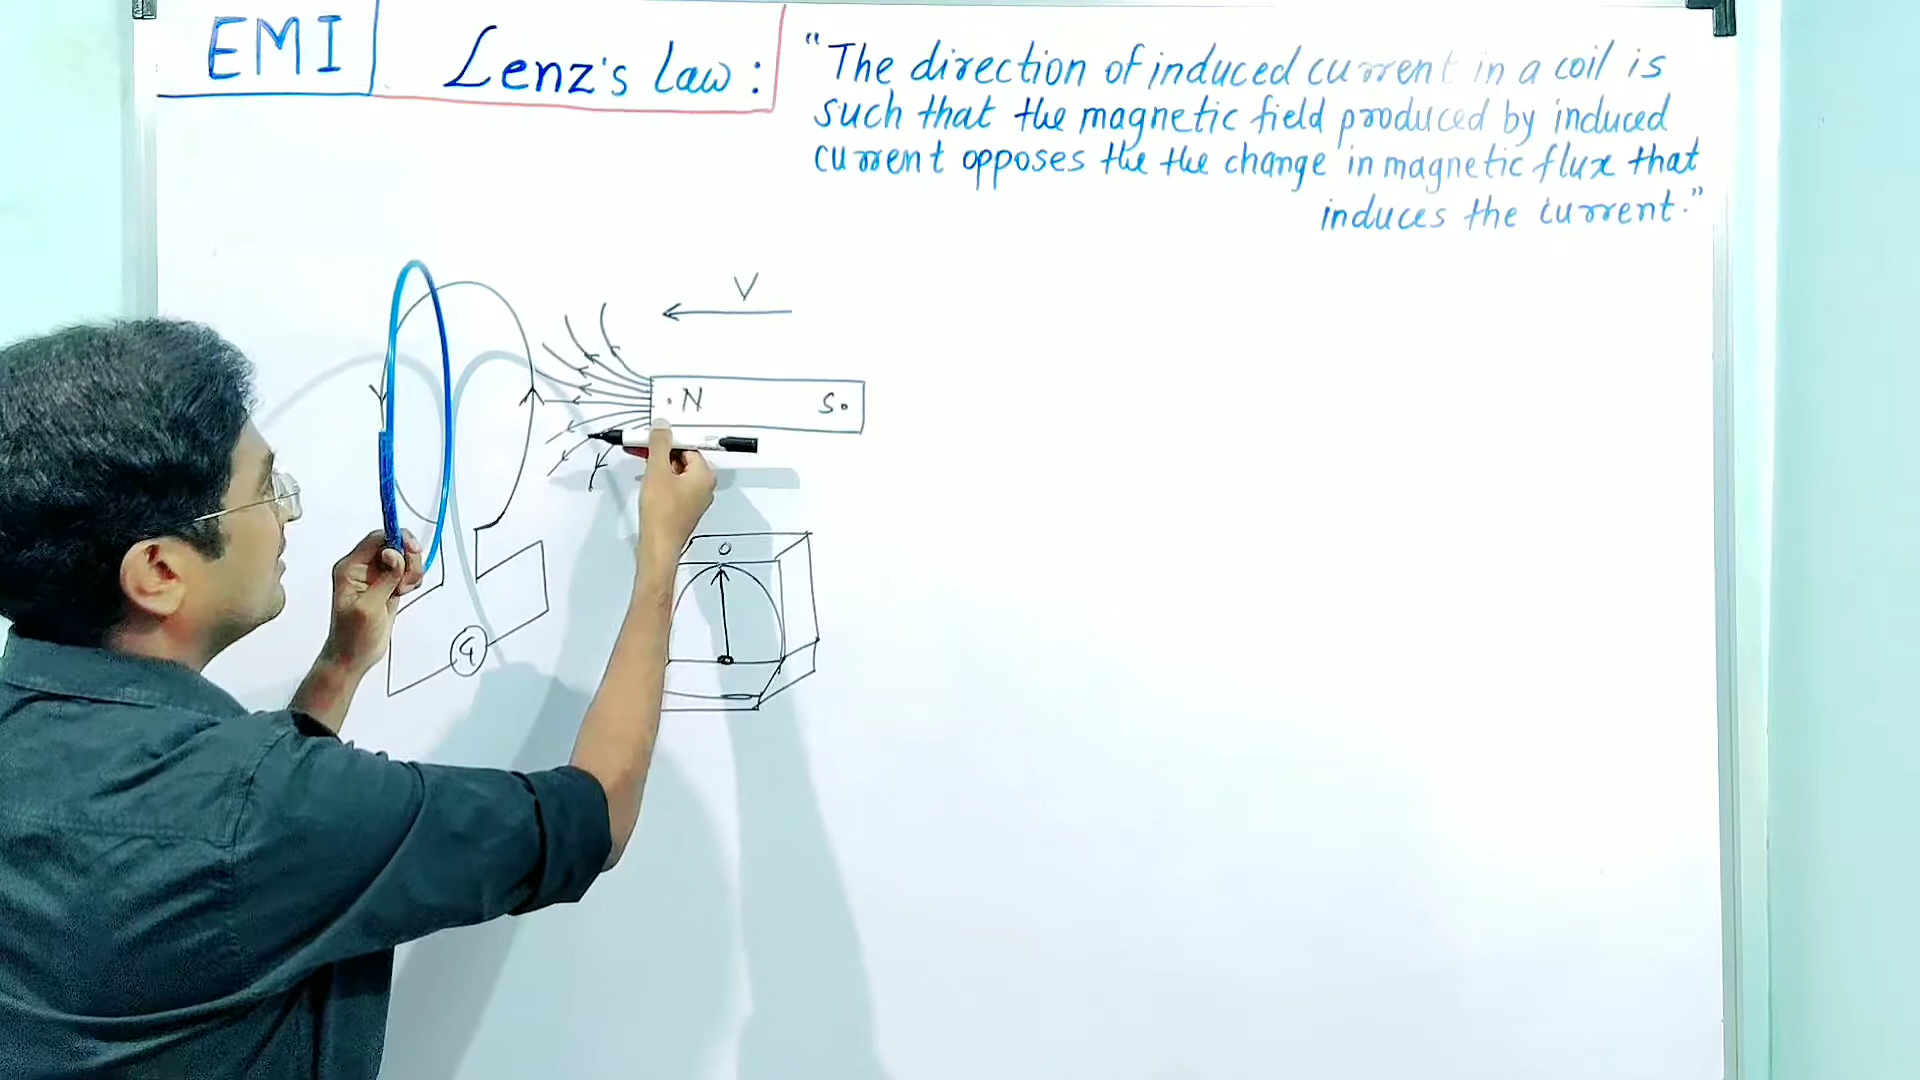 EMI
Lenz's Law :
"The direction of induced current in a coil is
such that the magnetic field produced by induced
current opposes the the change in magnetic flux that
induces the current."
V
N
S
O
G